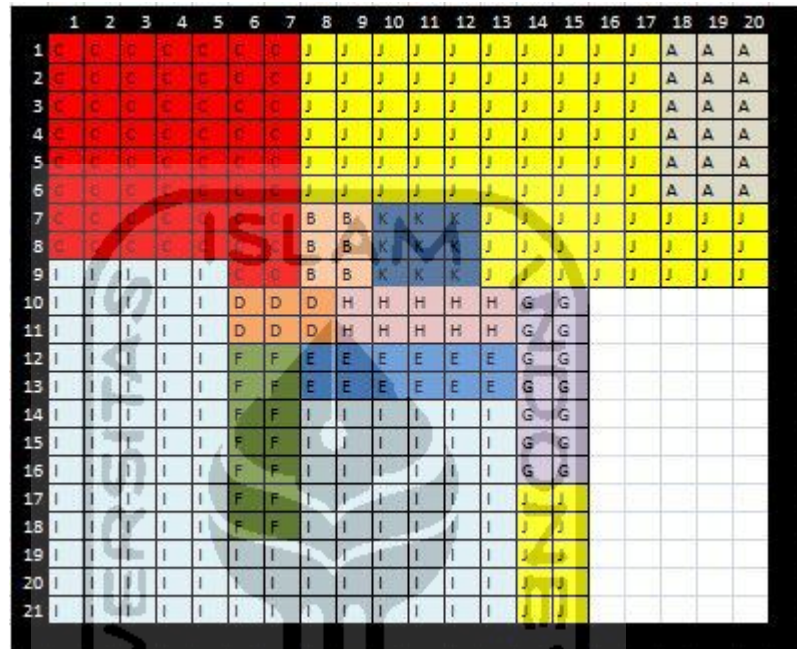 1 2 3 4 5 6 7 8 9 10 11 12 13 14 15 16 17 18 19 20
1 C C C C C C C J J J J J J J J J J A A A
2 C C C C C C C J J J J J J J J J J A A A
3 C C C C C C C J J J J J J J J J J A A A
4 C C C C C C C J J J J J J J J J J A A A
5 C C C C C C C J J J J J J J J J J A A A
6 C C C C C C C J J J J J J J J J J A A A
7 C C C C C C C B B K K K J J J J J J J J
8 C C C C C C C B B K K K J J J J J J J J
9 I I I I I C C B B K K K J J J J J J J J
10 I I I I I D D D H H H H H G G
11 I I I I I D D D H H H H H G G
12 I I I I I F F E E E E E E G G
13 I I I I I F F E E E E E E G G
14 I I I I I F F I I I I I I G G
15 I I I I I F F I I I I I I G G
16 I I I I I F F I I I I I I G G
17 I I I I I F F I I I I I I J J
18 I I I I I F F I I I I I I J J
19 I I I I I I I I I I I I I J J
20 I I I I I I I I I I I I I J J
21 I I I I I I I I I I I I I J J
VERSITAS
ISLAM
INDONE